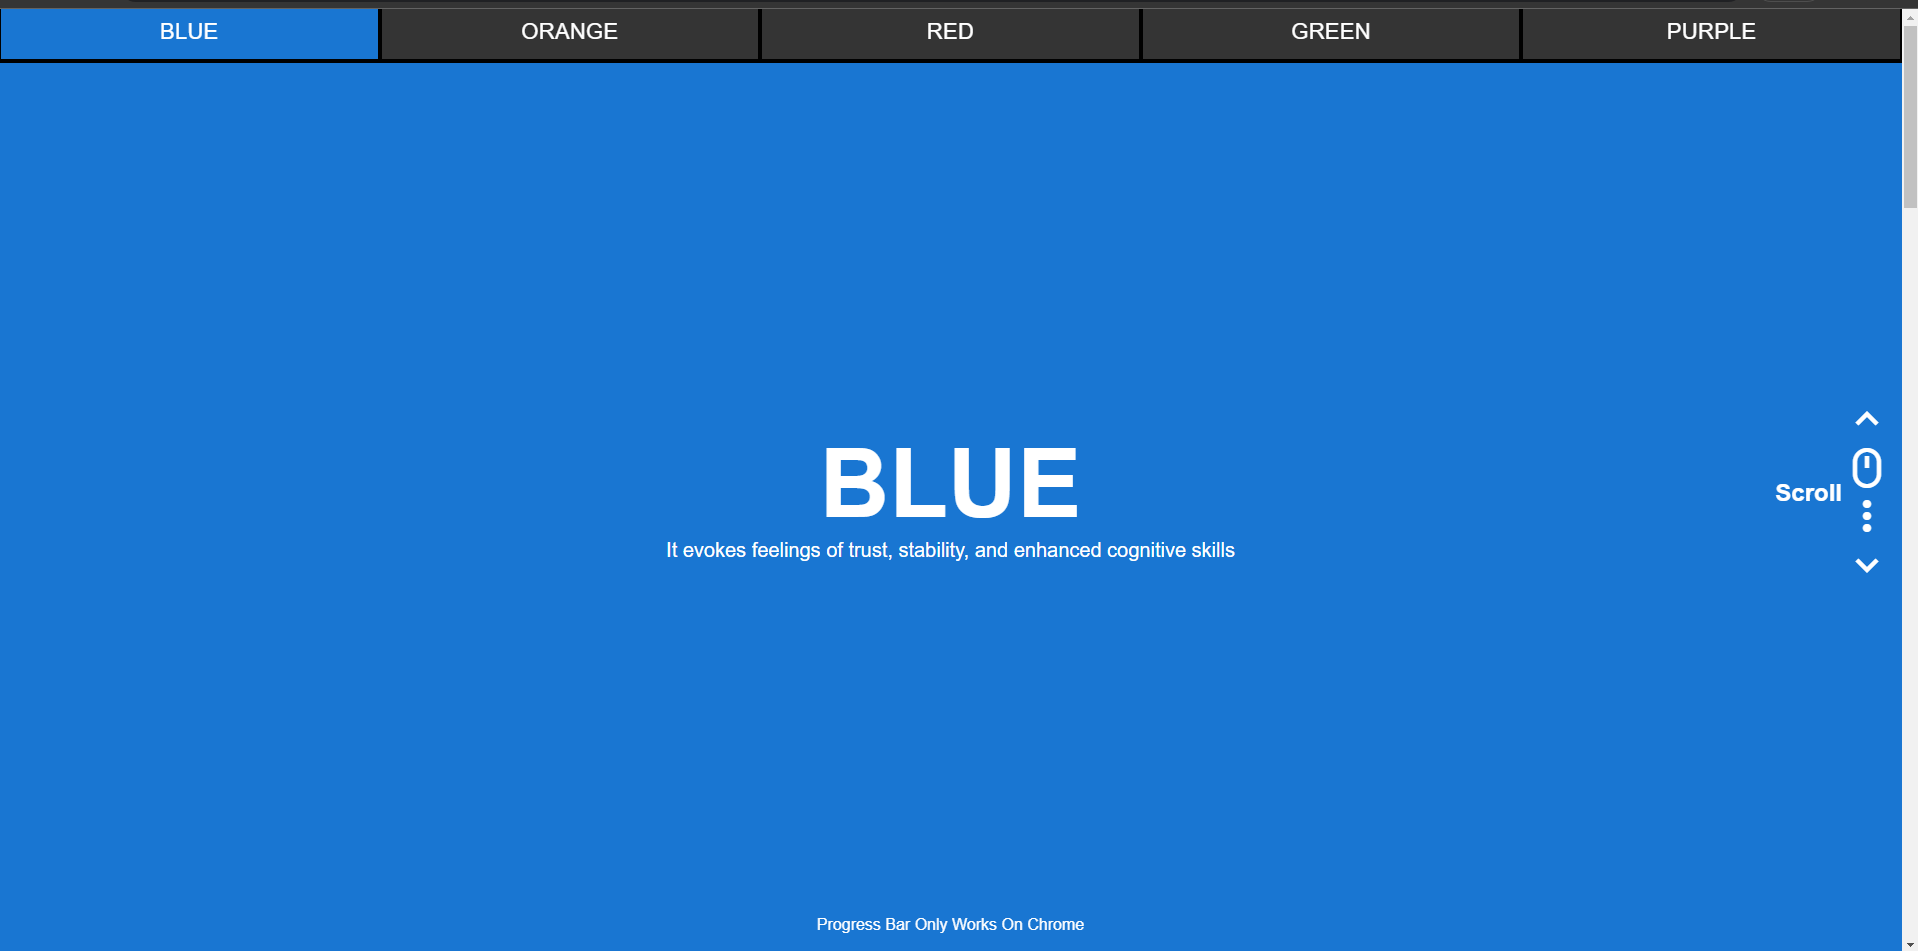 BLUE
ORANGE
RED
GREEN
PURPLE
BLUE
It evokes feelings of trust, stability, and enhanced cognitive skills
Scroll
Progress Bar Only Works On Chrome